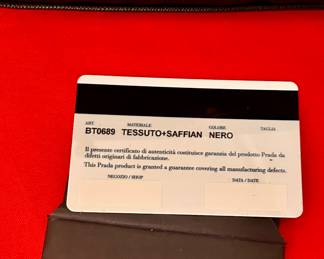 ART. MATERIALE COLORE TAGLIA
BT0689 TESSUTO+SAFFIAN NERO
Il presente certificato di autenticità costituisce garanzia del prodotto Prada da
difetti originari di fabbricazione.
This Prada product is granted a guarantee covering all manufacturing defects.
NEGOZIO / SHOP DATA / DATE